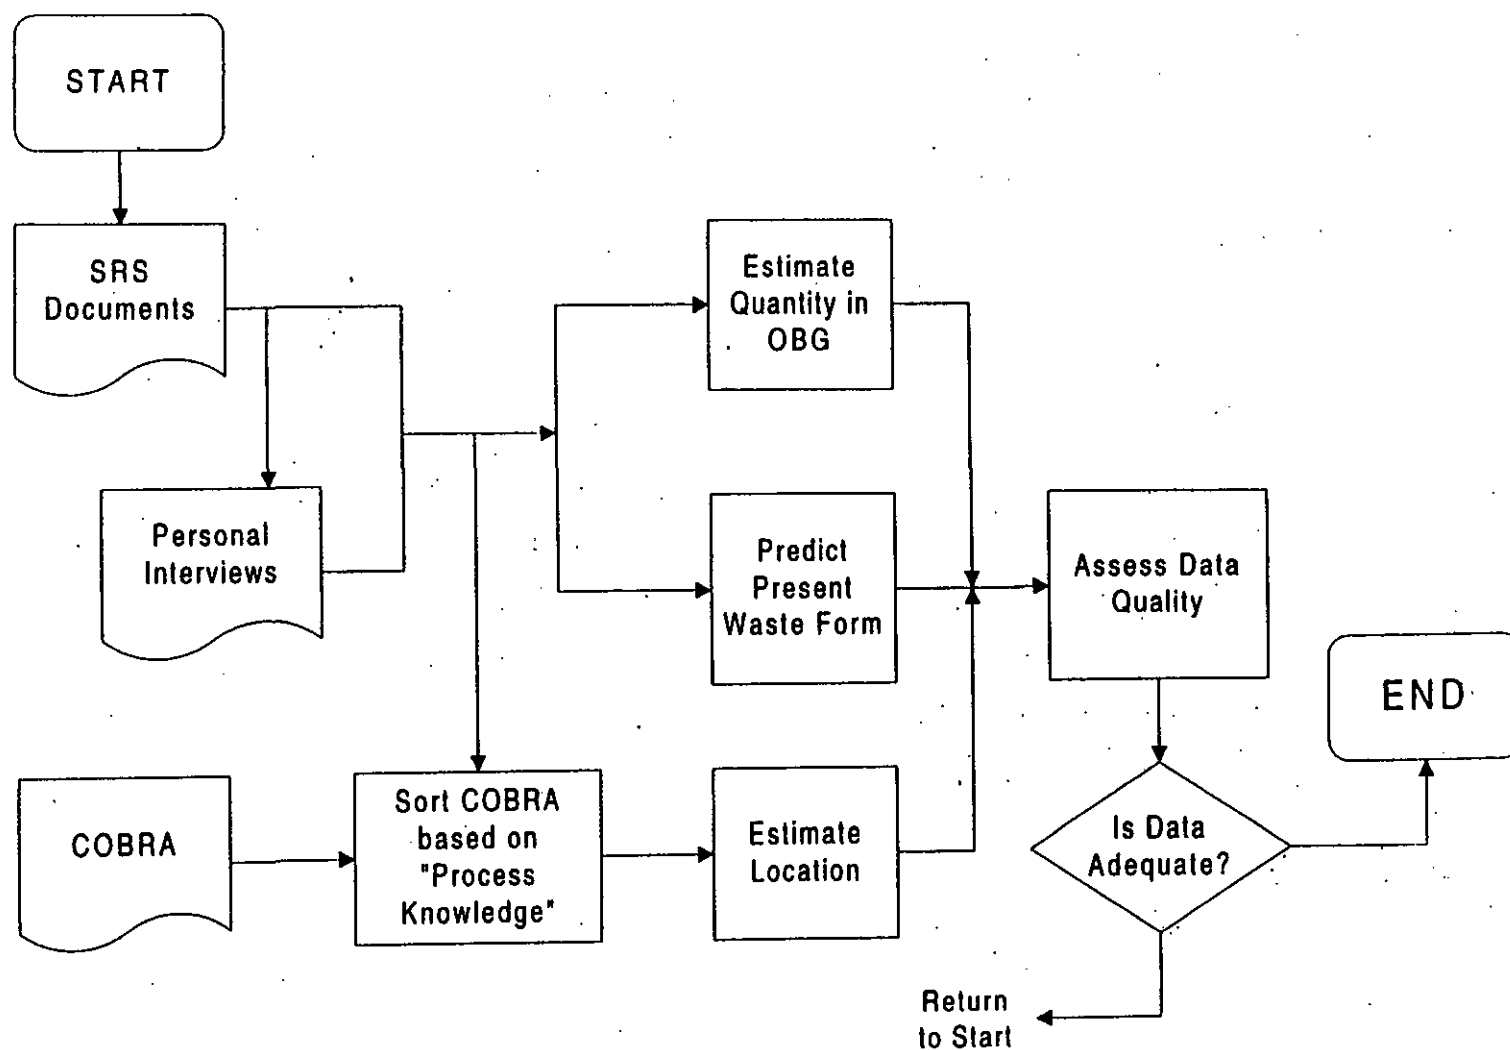 START
SRS
Documents
Estimate
Quantity in
OBG
Personal
Interviews
Predict
Present
Waste Form
Assess Data
Quality
END
COBRA
Sort COBRA
based on
"Process
Knowledge"
Estimate
Location
Is Data
Adequate?
Return
to Start